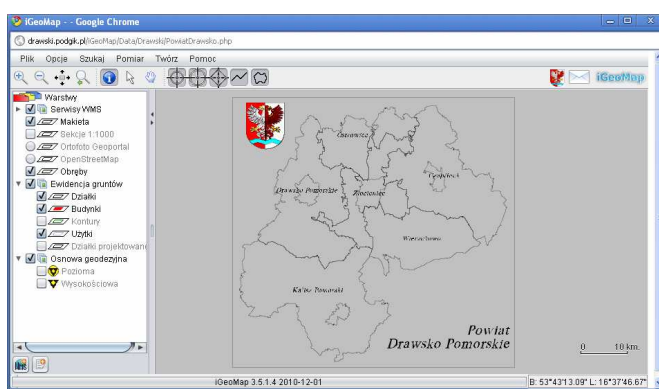 iGeoMap - - Google Chrome
drawski.podgik.pl/iGeoMap/Data/Drawski/PowiatDrawsko.php
Plik Opcje Szukaj Pomiar Twórz Pomoc
iGeoMap
Warstwy
Serwisy WMS
Makieta
Sekcje 1:1000
Ortofoto Geoportal
OpenStreetMap
Obręby
Ewidencja gruntów
Działki
Budynki
Kontury
Użytki
Działki projektowane
Osnowa geodezyjna
Pozioma
Wysokościowa
Ostrowice
Drawsko Pomorskie
Złocieniec
Czaplinek
Wierzchowo
Kalisz Pomorski
Powiat
Drawsko Pomorskie
0 10 km.
iGeoMap 3.5.1.4 2010-12-01
B: 53°43'13.09" L: 16°37'46.67"